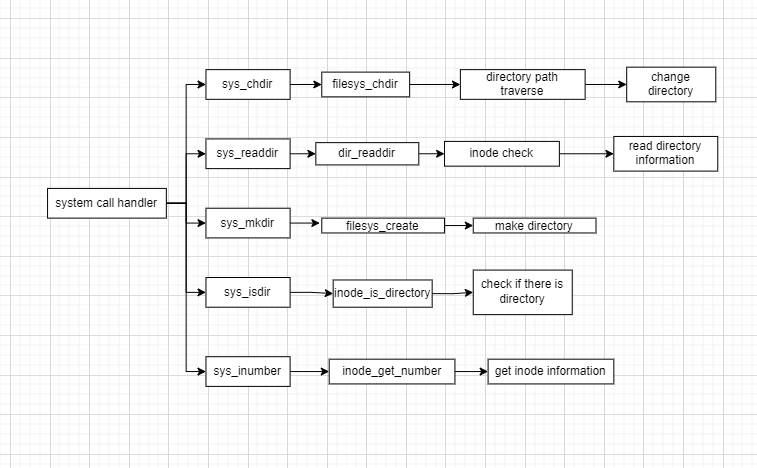 sys_chdir
filesys_chdir
directory path
traverse
change
directory
sys_readdir
dir_readdir
inode check
read directory
information
system call handler
sys_mkdir
filesys_create
make directory
sys_isdir
inode_is_directory
check if there is
directory
sys_inumber
inode_get_number
get inode information